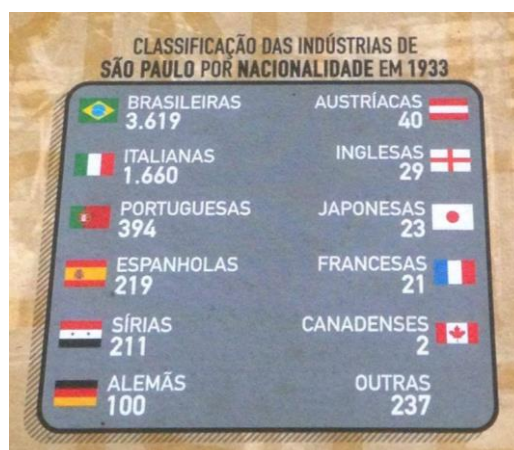 CLASSIFICAÇÃO DAS INDÚSTRIAS DE
SÃO PAULO POR NACIONALIDADE EM 1933
BRASILEIRAS
3.619
ITALIANAS
1.660
PORTUGUESAS
394
ESPANHOLAS
219
SÍRIAS
211
ALEMÃS
100
AUSTRÍACAS
40
INGLESAS
29
JAPONESAS
23
FRANCESAS
21
CANADENSES
2
OUTRAS
237